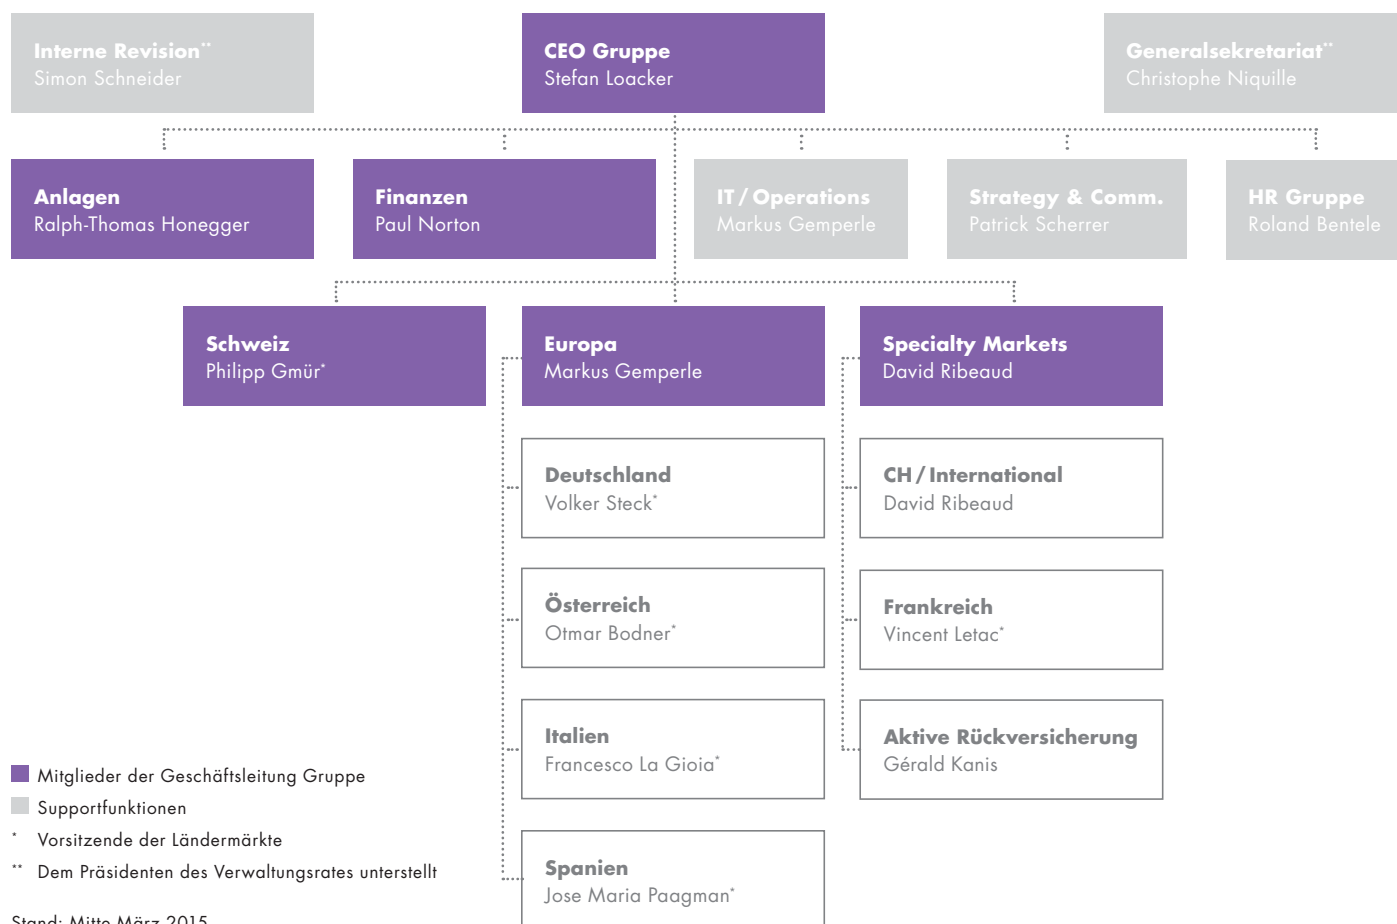 Interne Revision**
Simon Schneider
CEO Gruppe
Stefan Loacker
Generalsekretariat**
Christophe Niquille
Anlagen
Ralph-Thomas Honegger
Finanzen
Paul Norton
IT / Operations
Markus Gemperle
Strategy & Comm.
Patrick Scherrer
HR Gruppe
Roland Bentele
Schweiz
Philipp Gmür*
Europa
Markus Gemperle
Specialty Markets
David Ribeaud
Deutschland
Volker Steck*
CH / International
David Ribeaud
Österreich
Otmar Bodner*
Frankreich
Vincent Letac*
Italien
Francesco La Gioia*
Aktive Rückversicherung
Gérald Kanis
Spanien
Jose Maria Paagman*
Mitglieder der Geschäftsleitung Gruppe
Supportfunktionen
* Vorsitzende der Ländermärkte
** Dem Präsidenten des Verwaltungsrates unterstellt
Stand: Mitte März 2015